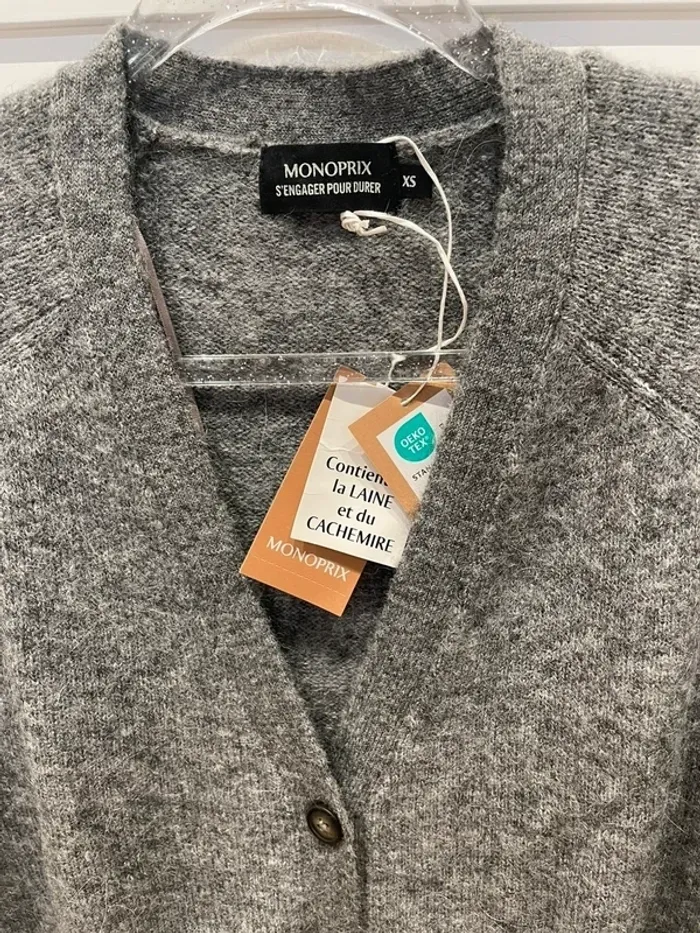 MONOPRIX
S'ENGAGER POUR DURER
XS
OEKO
TEX®
Contient
la LAINE
et du
CACHEMIRE
MONOPRIX